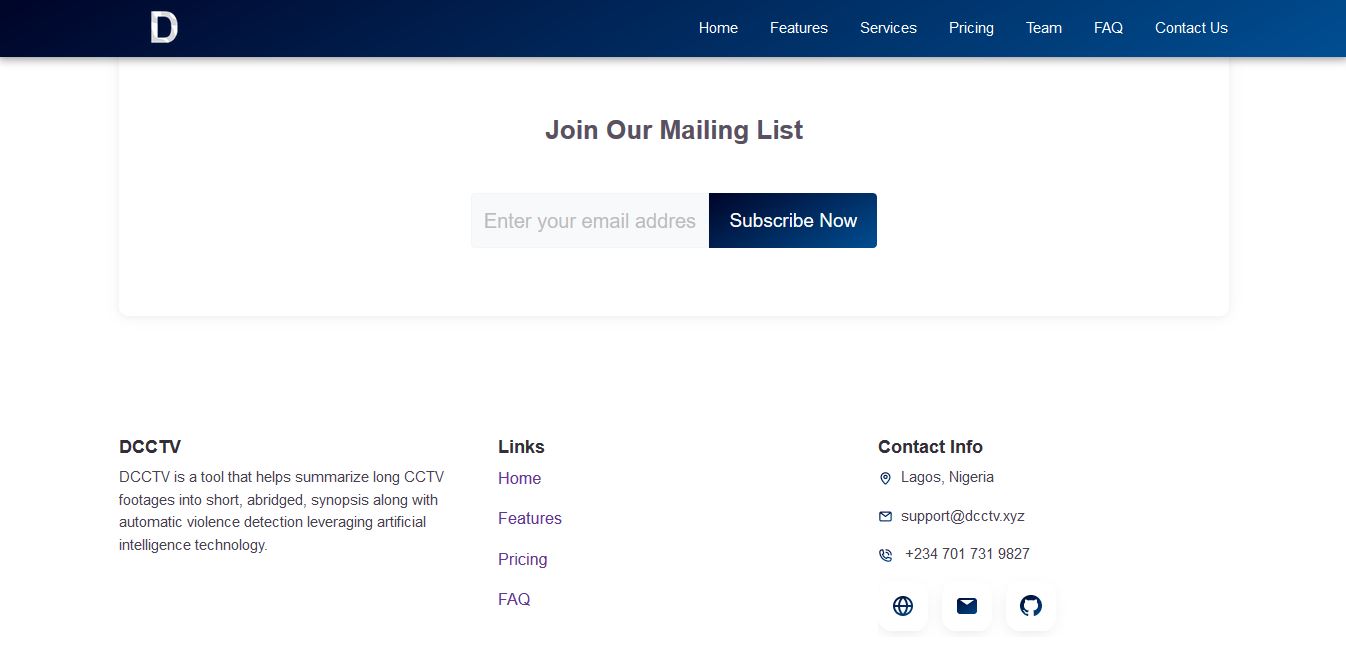 D
Home Features Services Pricing Team FAQ Contact Us
Join Our Mailing List
Enter your email addres
Subscribe Now
DCCTV
DCCTV is a tool that helps summarize long CCTV
footages into short, abridged, synopsis along with
automatic violence detection leveraging artificial
intelligence technology.
Links
Home
Features
Pricing
FAQ
Contact Info
Lagos, Nigeria
support@dcctv.xyz
+234 701 731 9827